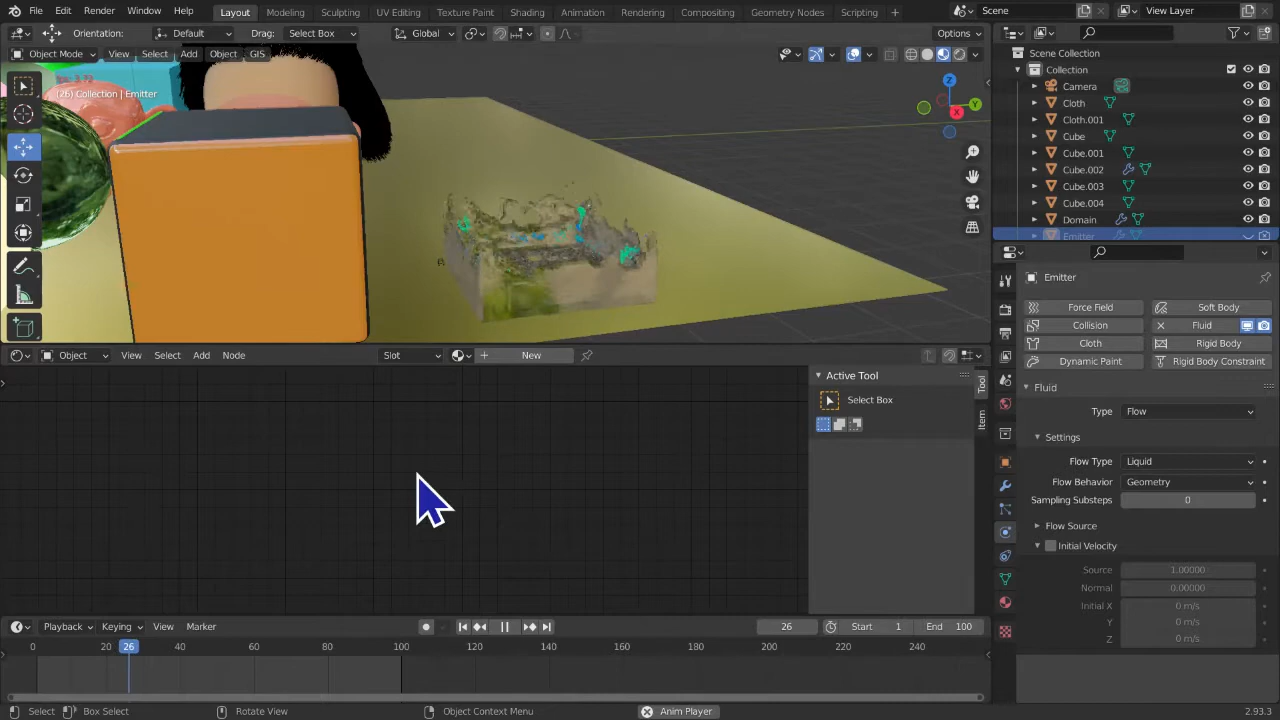 File Edit Render Window Help Layout Modeling Sculpting UV Editing Texture Paint Shading Animation Rendering Compositing Geometry Nodes Scripting + Scene View Layer
Orientation: Default Drag: Select Box Global Options
Object Mode View Select Add Object GIS
(26) Collection | Emitter
Z
Y
X
Scene Collection
Collection
Camera
Cloth
Cloth.001
Cube
Cube.001
Cube.002
Cube.003
Cube.004
Domain
Emitter
Emitter
Force Field Soft Body
Collision Fluid
Cloth Rigid Body
Dynamic Paint Rigid Body Constraint
Fluid
Type Flow
Settings
Flow Type Liquid
Flow Behavior Geometry
Sampling Substeps 0
Flow Source
Initial Velocity
Source 1.00000
Normal 0.00000
Initial X 0 m/s
Y 0 m/s
Z 0 m/s
Object View Select Add Node Slot New
Active Tool
Select Box
Tool
Item
Playback Keying View Marker 26 Start 1 End 100
0 20 26 40 60 80 100 120 140 160 180 200 220 240
Select Box Select Rotate View Object Context Menu Anim Player 2.93.3